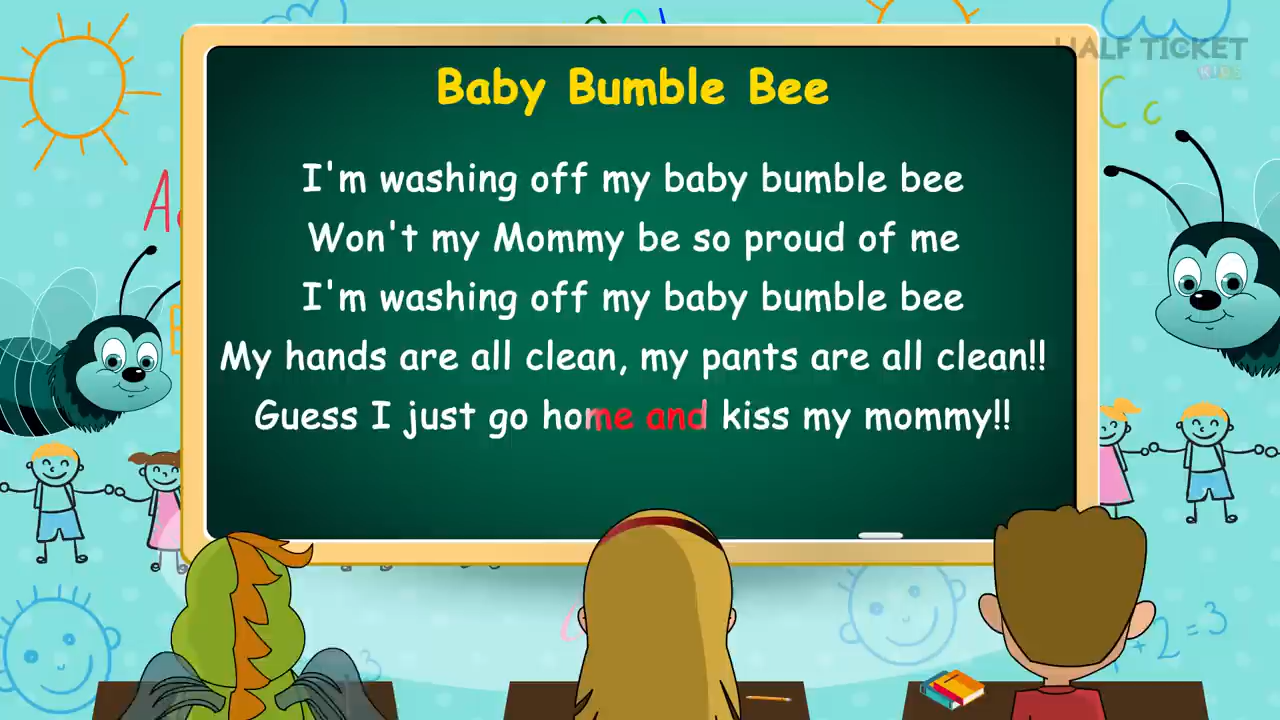 HALF TICKET
KIDS
Baby Bumble Bee
C c
I'm washing off my baby bumble bee
Won't my Mommy be so proud of me
I'm washing off my baby bumble bee
My hands are all clean, my pants are all clean!!
Guess I just go home and kiss my mommy!!